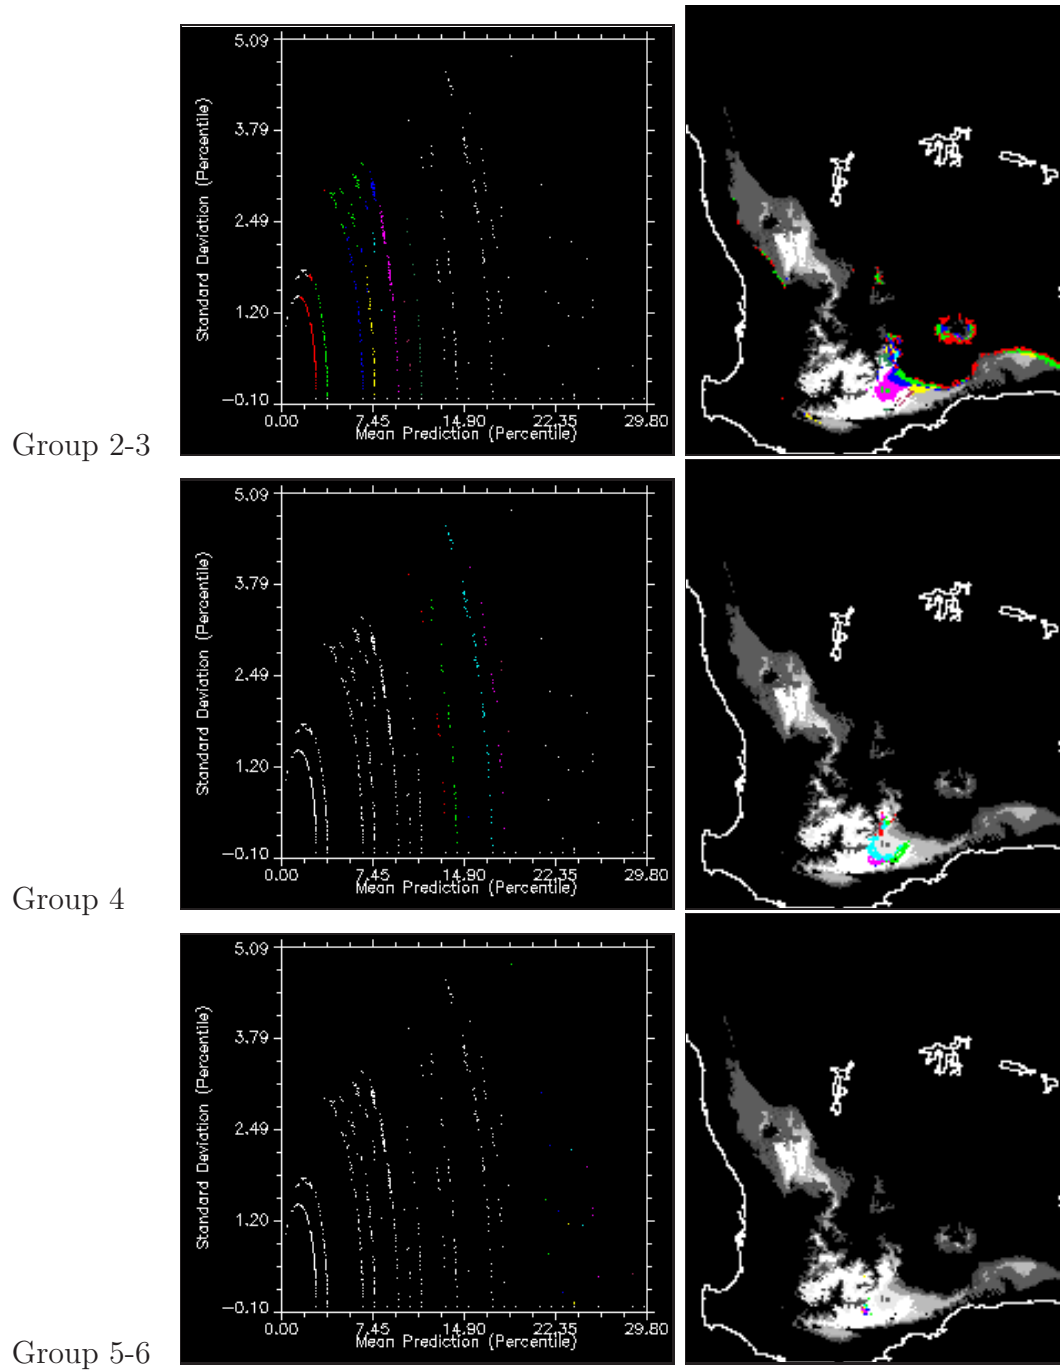 5.09
3.79
2.49
1.20
−0.10
Standard Deviation (Percentile)
0.00 7.45 14.90 22.35 29.80
Mean Prediction (Percentile)
Group 2-3
5.09
3.79
2.49
1.20
−0.10
Standard Deviation (Percentile)
0.00 7.45 14.90 22.35 29.80
Mean Prediction (Percentile)
Group 4
5.09
3.79
2.49
1.20
−0.10
Standard Deviation (Percentile)
0.00 7.45 14.90 22.35 29.80
Mean Prediction (Percentile)
Group 5-6